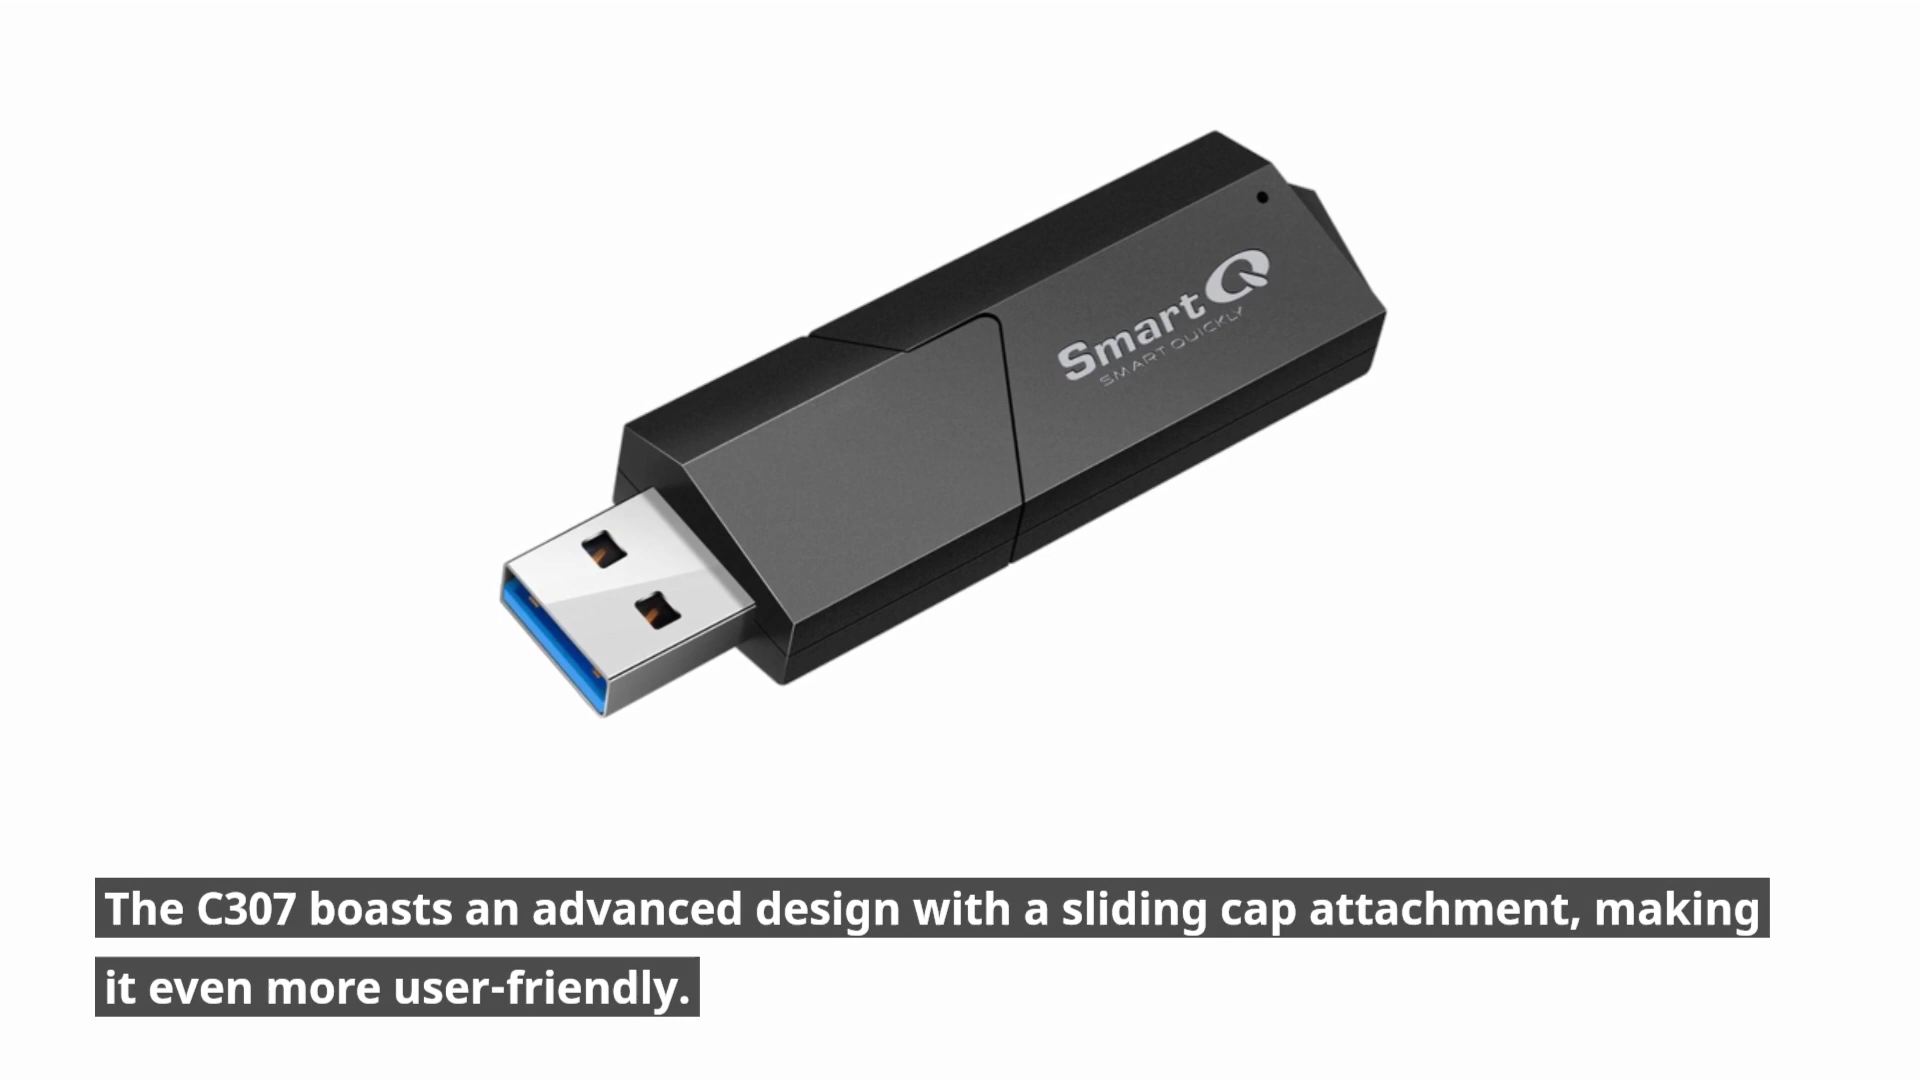 Smart Q
SMART QUICKLY
The C307 boasts an advanced design with a sliding cap attachment, making
it even more user-friendly.